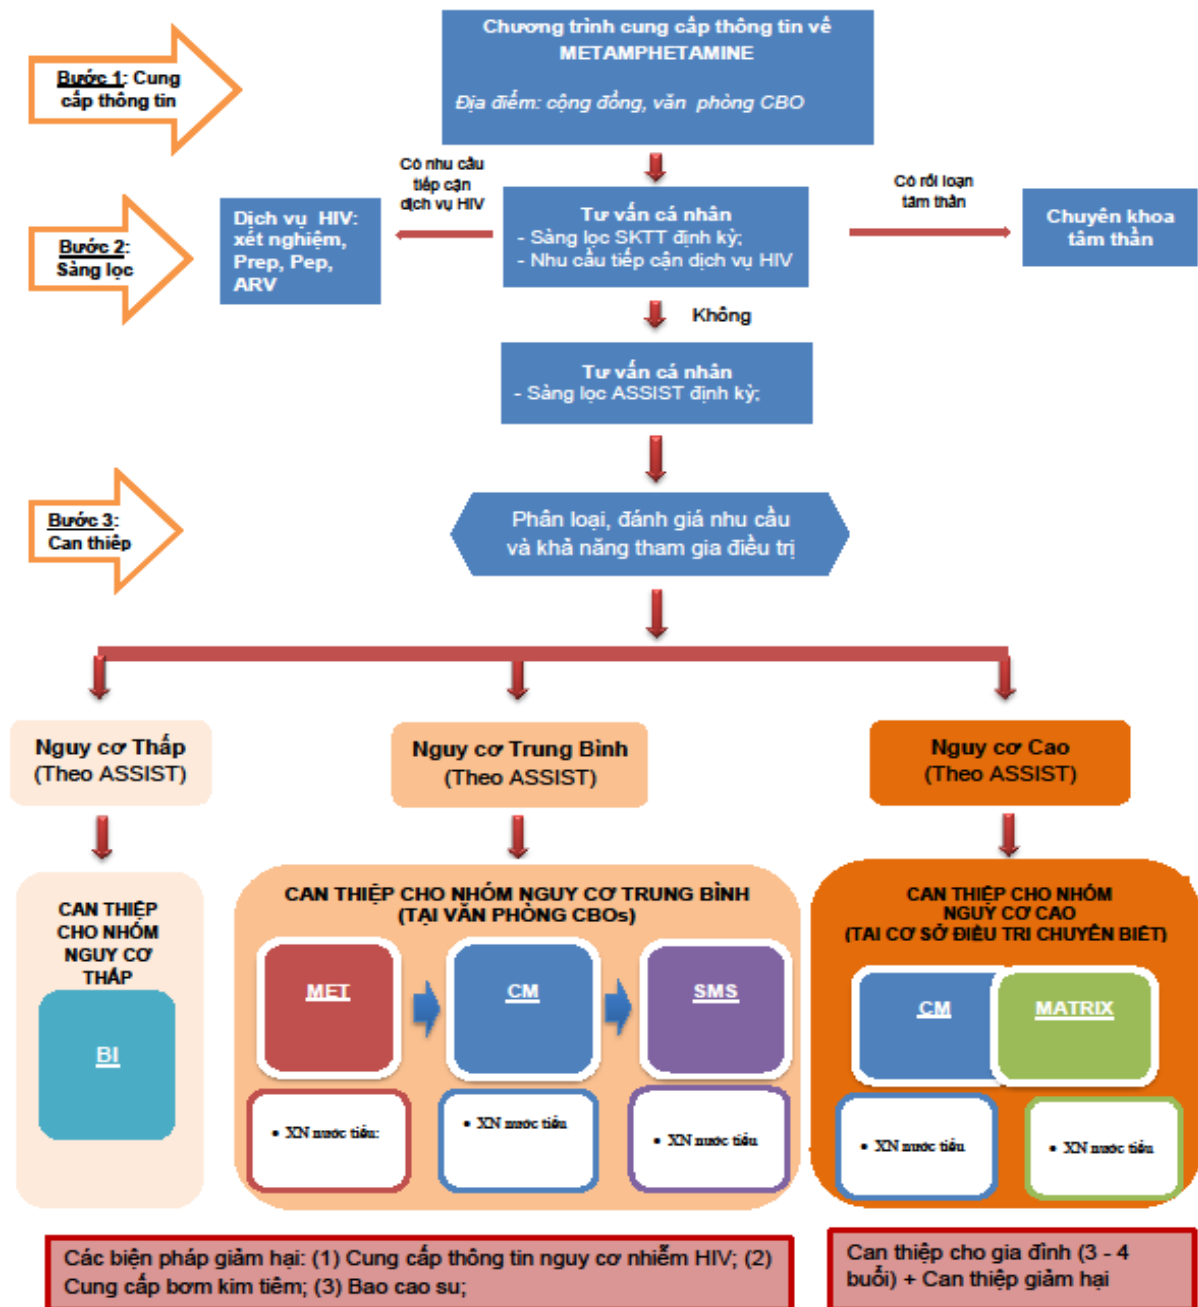 Chương trình cung cấp thông tin về
METAMPHETAMINE
Địa điểm: cộng đồng, văn phòng CBO
Bước 1: Cung
cấp thông tin
Có nhu cầu
tiếp cận
dịch vụ HIV
Có rối loạn
tâm thần
Bước 2:
Sàng lọc
Dịch vụ HIV:
xét nghiệm,
Prep, Pep,
ARV
Tư vấn cá nhân
- Sàng lọc SKTT định kỳ;
- Nhu cầu tiếp cận dịch vụ HIV
Chuyên khoa
tâm thần
Không
Tư vấn cá nhân
- Sàng lọc ASSIST định kỳ;
Bước 3:
Can thiệp
Phân loại, đánh giá nhu cầu
và khả năng tham gia điều trị
Nguy cơ Thấp
(Theo ASSIST)
Nguy cơ Trung Bình
(Theo ASSIST)
Nguy cơ Cao
(Theo ASSIST)
CAN THIỆP
CHO NHÓM
NGUY CƠ
THẤP
BI
CAN THIỆP CHO NHÓM NGUY CƠ TRUNG BÌNH
(TẠI VĂN PHÒNG CBOs)
MET
CM
SMS
• XN nước tiểu:
• XN nước tiểu
• XN nước tiểu
CAN THIỆP CHO NHÓM
NGUY CƠ CAO
(TẠI CƠ SỞ ĐIỀU TRỊ CHUYÊN BIỆT)
CM
MATRIX
• XN nước tiểu
• XN nước tiểu
Các biện pháp giảm hại: (1) Cung cấp thông tin nguy cơ nhiễm HIV; (2)
Cung cấp bơm kim tiêm; (3) Bao cao su;
Can thiệp cho gia đình (3 - 4
buổi) + Can thiệp giảm hại